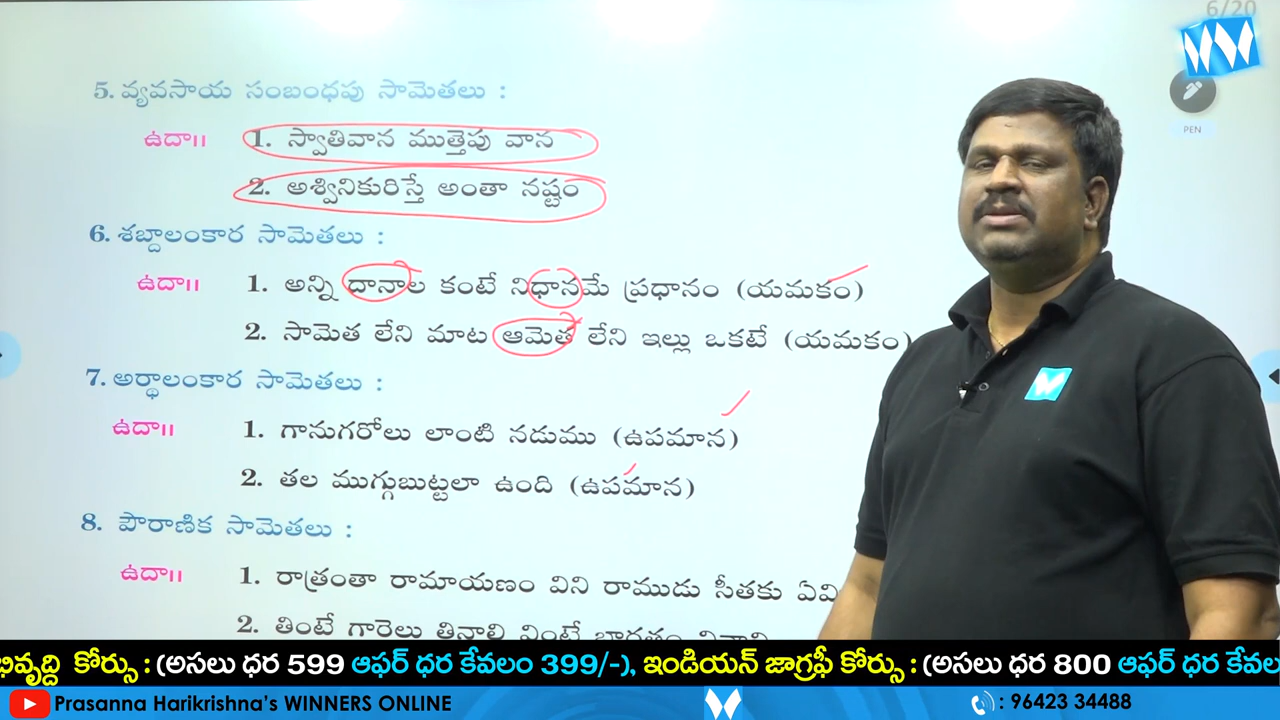 6/20
5. వ్యవసాయ సంబంధపు సామెతలు :
PEN
ఉదా॥ 1. స్వాతివాన ముత్తెపు వాన
2. అశ్వినికురిస్తే అంతా నష్టం
6. శబ్దాలంకార సామెతలు :
ఉదా॥ 1. అన్ని దానాల కంటే నిధానమే ప్రధానం (యమకం)
2. సామెత లేని మాట ఆమెత లేని ఇల్లు ఒకటే (యమకం)
7. అర్థాలంకార సామెతలు :
ఉదా॥ 1. గానుగరోలు లాంటి నడుము (ఉపమాన)
2. తల ముగ్గుబుట్టలా ఉంది (ఉపమాన)
8. పౌరాణిక సామెతలు :
ఉదా॥ 1. రాత్రంతా రామాయణం విని రాముడు సీతకు
2. తింటే గారెలు తినాలి వింటే భారతం వినాలి
కోర్సు : (అసలు ధర 599 ఆఫర్ ధర కేవలం 399/-), ఇండియన్ జాగ్రఫీ కోర్సు : (అసలు ధర 800 ఆఫర్ ధర
Prasanna Harikrishna's WINNERS ONLINE : 96423 34488